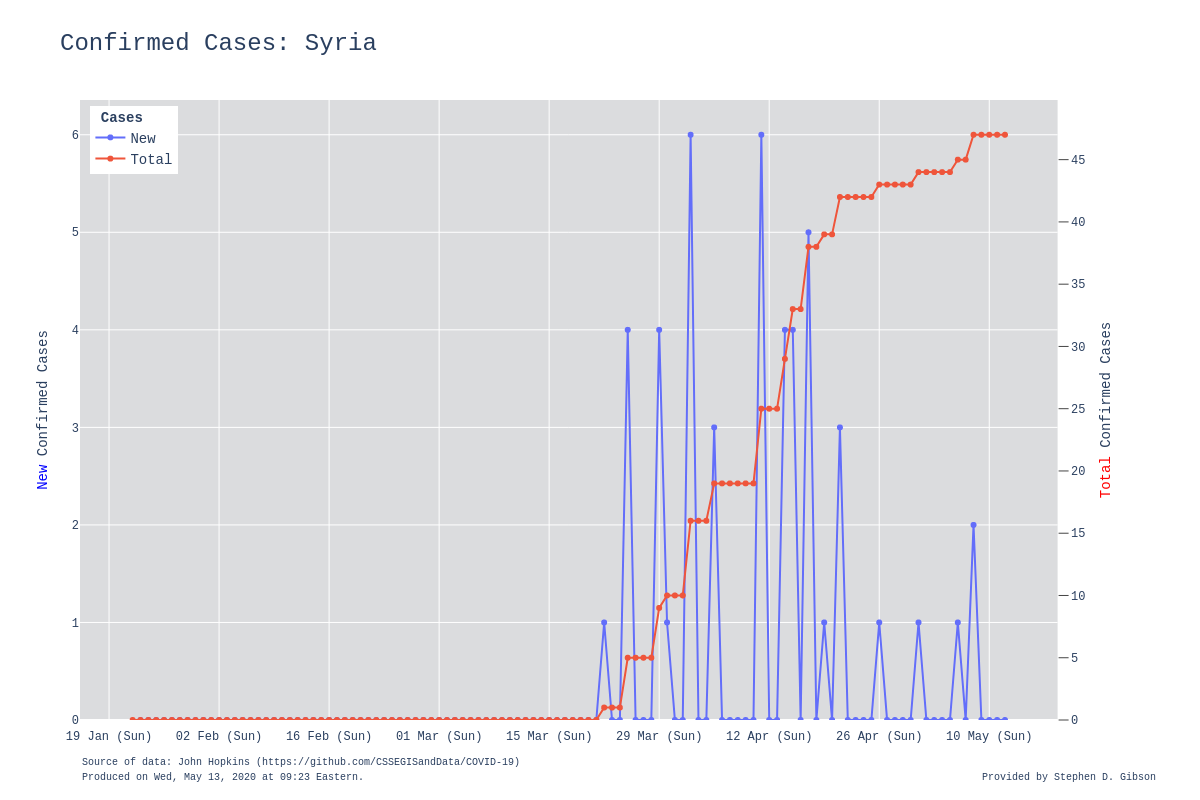 Confirmed Cases: Syria
Cases
New
Total
6
5
4
3
2
1
0
New Confirmed Cases
45
40
35
30
25
20
15
10
5
0
Total Confirmed Cases
19 Jan (Sun) 02 Feb (Sun) 16 Feb (Sun) 01 Mar (Sun) 15 Mar (Sun) 29 Mar (Sun) 12 Apr (Sun) 26 Apr (Sun) 10 May (Sun)
Source of data: John Hopkins (https://github.com/CSSEGISandData/COVID-19)
Produced on Wed, May 13, 2020 at 09:23 Eastern.
Provided by Stephen D. Gibson